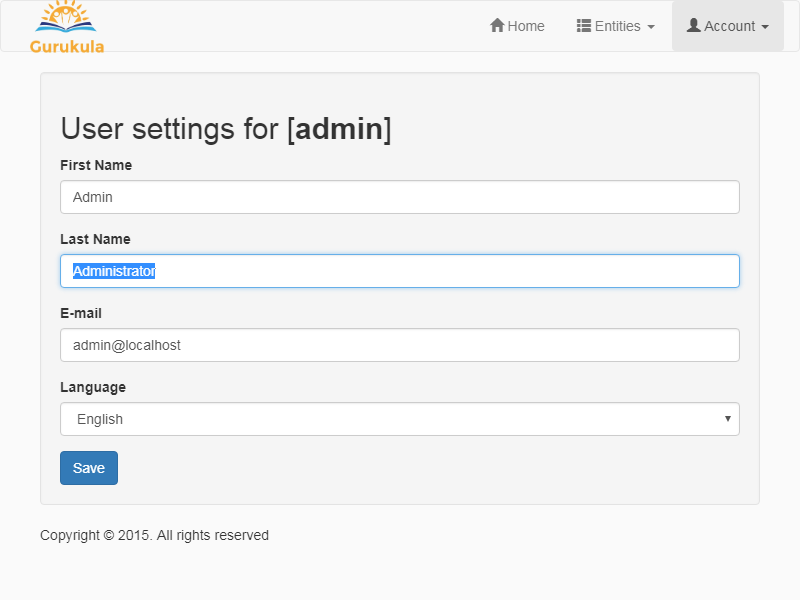 Gurukula
Home Entities Account
User settings for [admin]
First Name
Admin
Last Name
Administrator
E-mail
admin@localhost
Language
English
Save
Copyright © 2015. All rights reserved